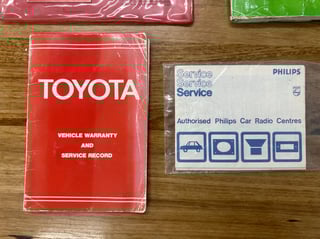 TOYOTA
VEHICLE WARRANTY
AND
SERVICE RECORD
Service
Service
Service
PHILIPS
Authorised Philips Car Radio Centres